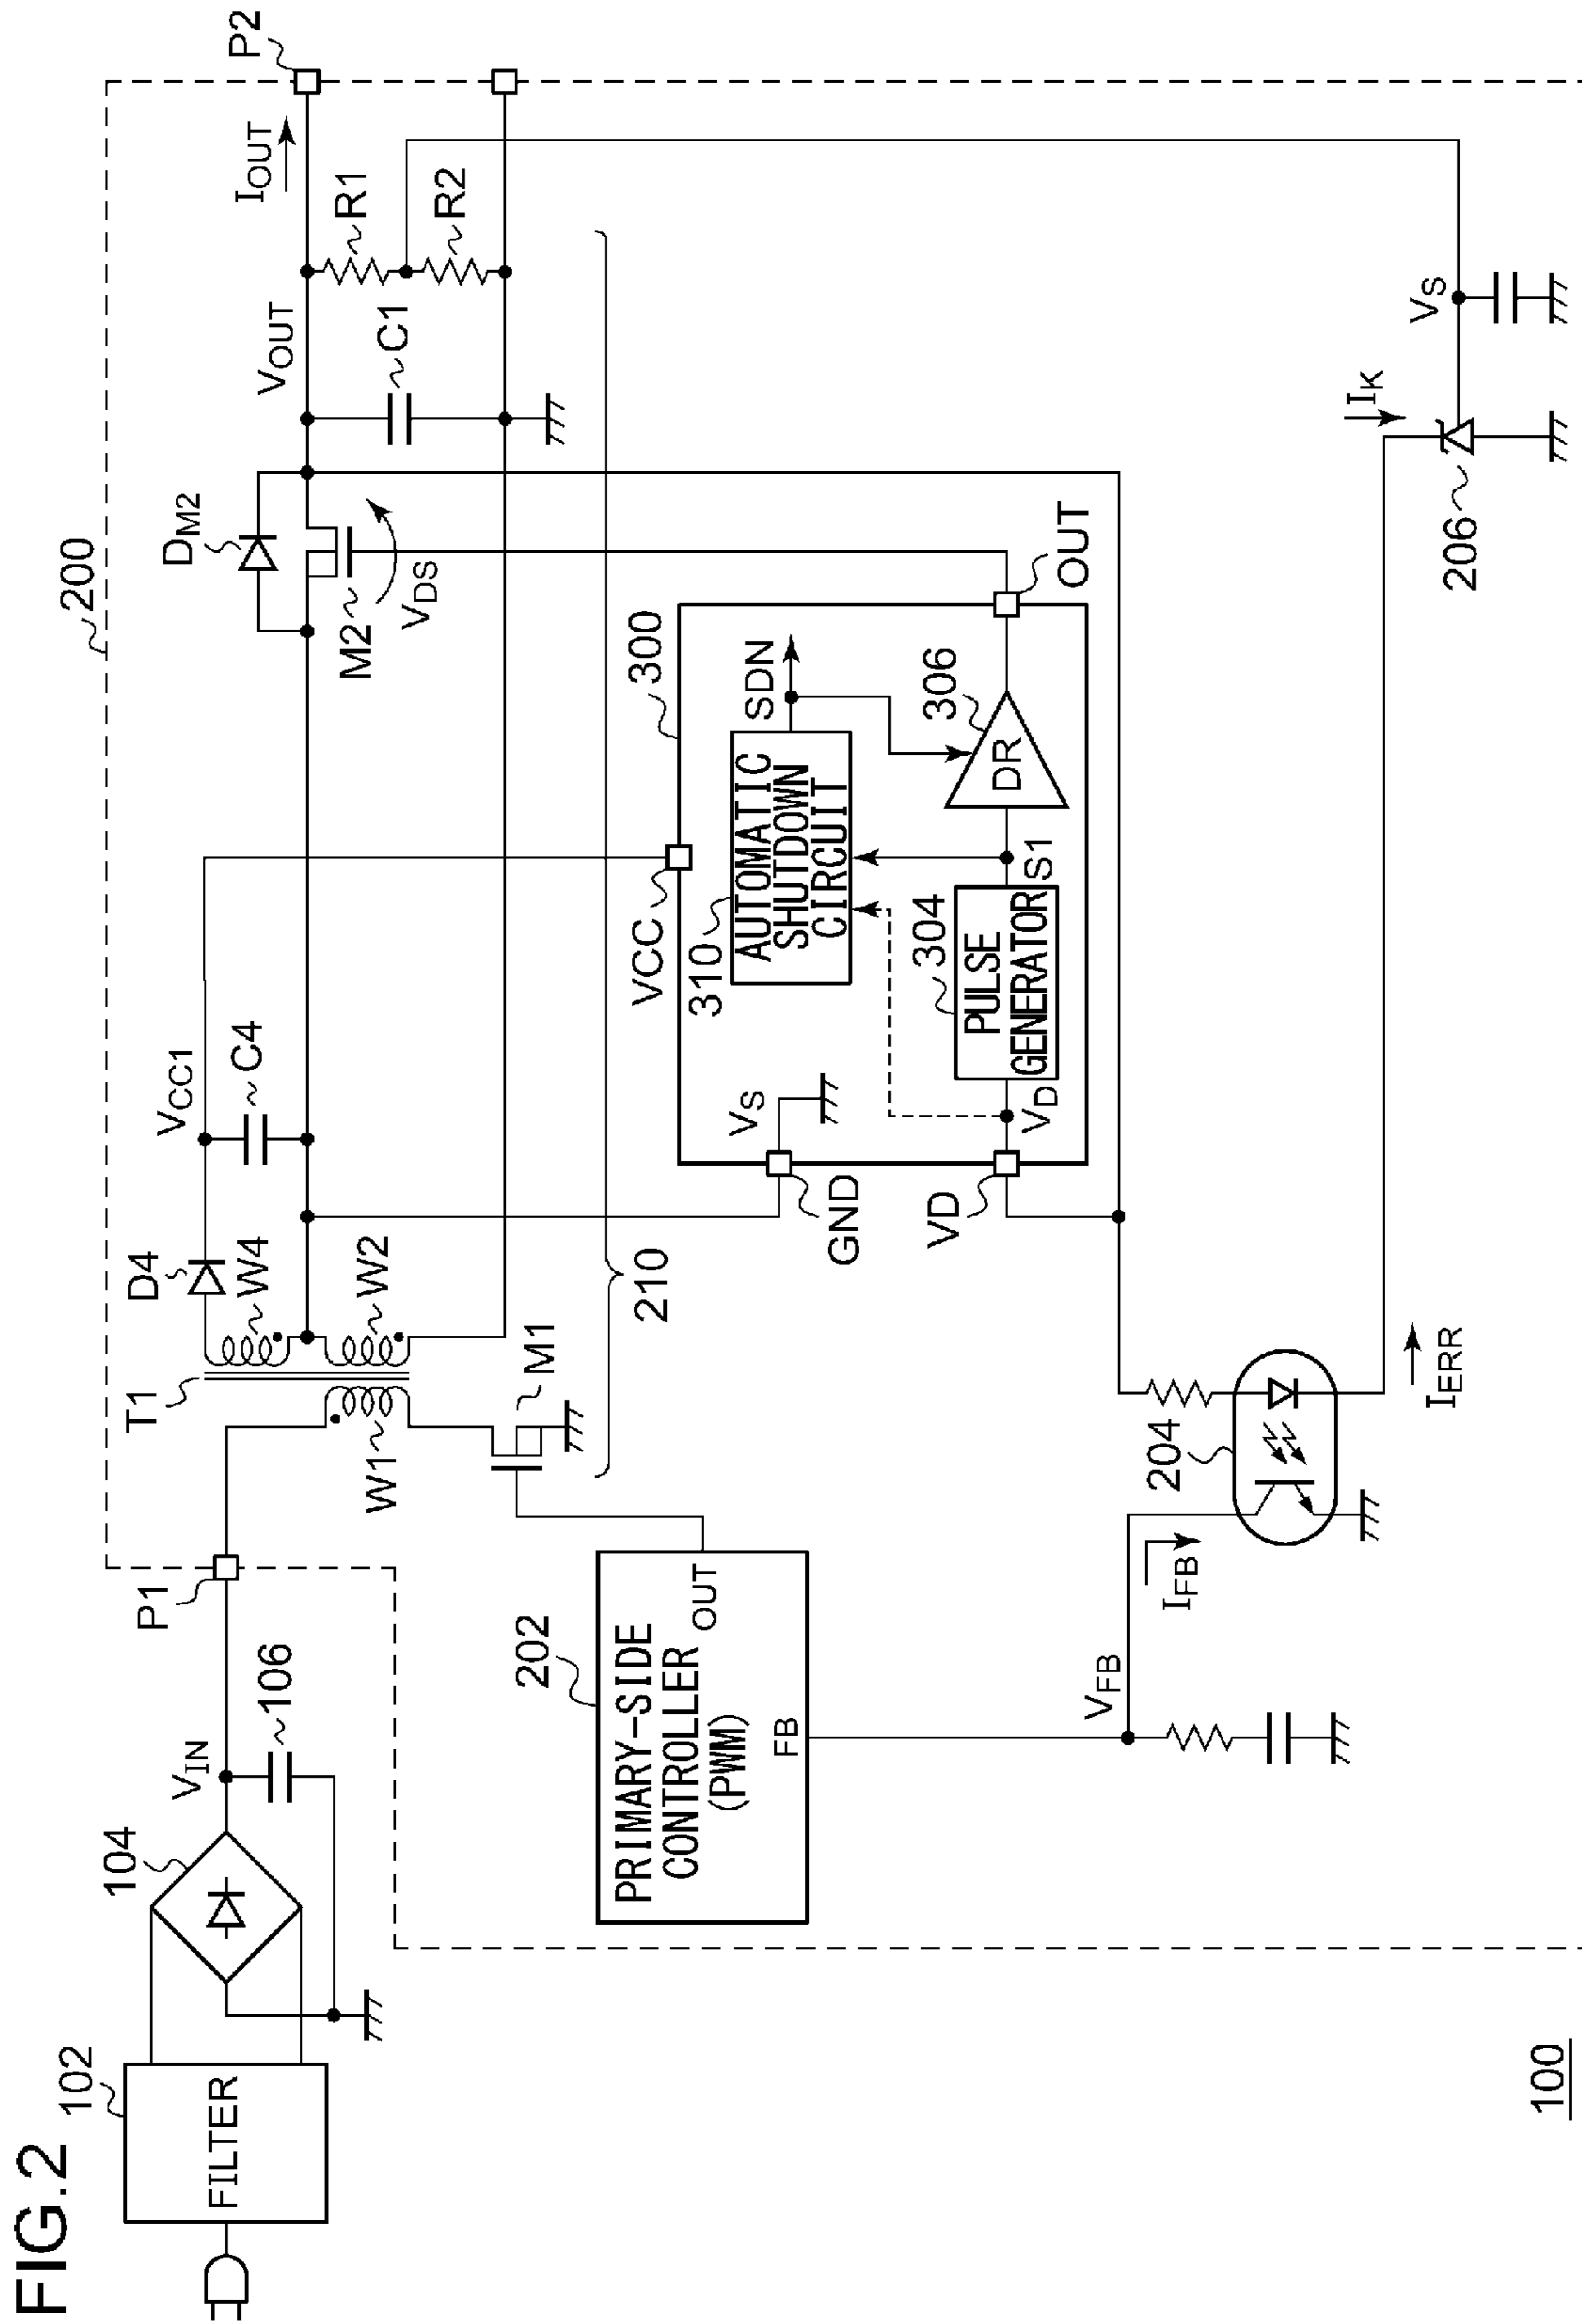 FIG.2
200
102
FILTER
104
VIN
106
P1
T1
D4
W4
VCC1
C4
W1
W2
M1
DM2
M2
VDS
VOUT
C1
IOUT
R1
R2
P2
210
202
PRIMARY-SIDE
CONTROLLER
(PWM)
OUT
FB
VCC
300
310
AUTOMATIC
SHUTDOWN
CIRCUIT
SDN
VS
GND
VD
VD
304
PULSE
GENERATOR
S1
306
DR
OUT
VFB
IFB
204
IERR
206
IK
VS
100